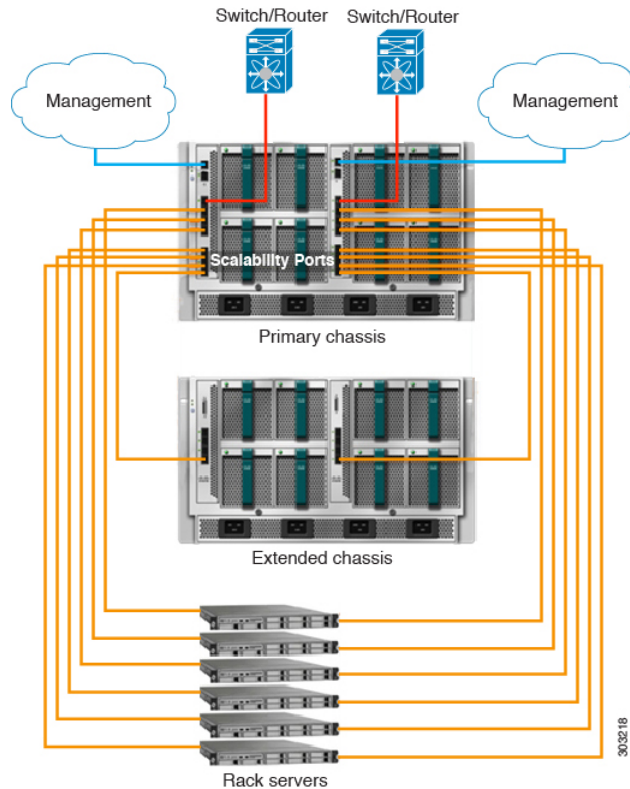 Switch/Router
Switch/Router
Management
Management
Scalability Ports
Primary chassis
Extended chassis
Rack servers
303218